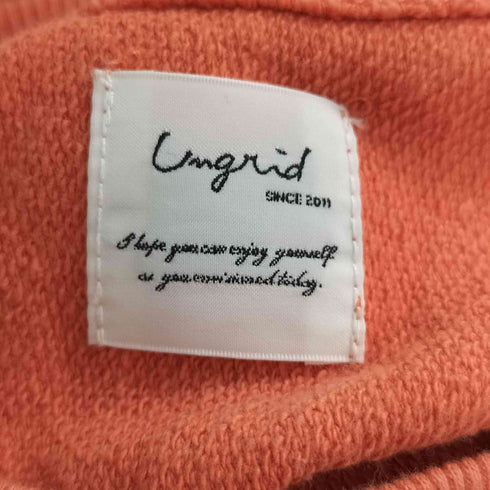 Ungrid
SINCE 2011
I hope you can enjoy yourself
as you envisioned today.